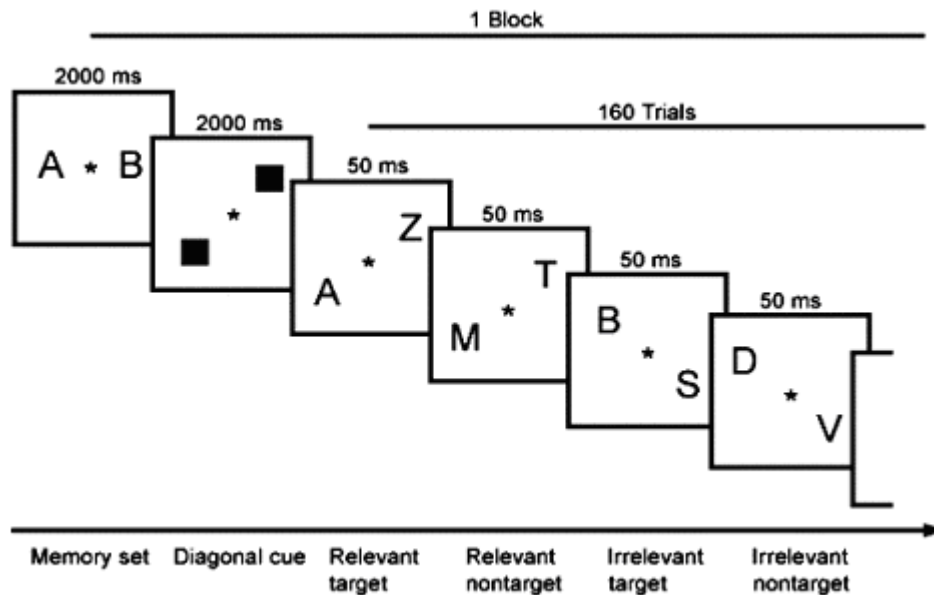 1 Block
2000 ms
A * B
2000 ms
*
160 Trials
50 ms
Z
*
A
50 ms
T
*
M
50 ms
B
*
S
50 ms
D
*
V
Memory set
Diagonal cue
Relevant
target
Relevant
nontarget
Irrelevant
target
Irrelevant
nontarget